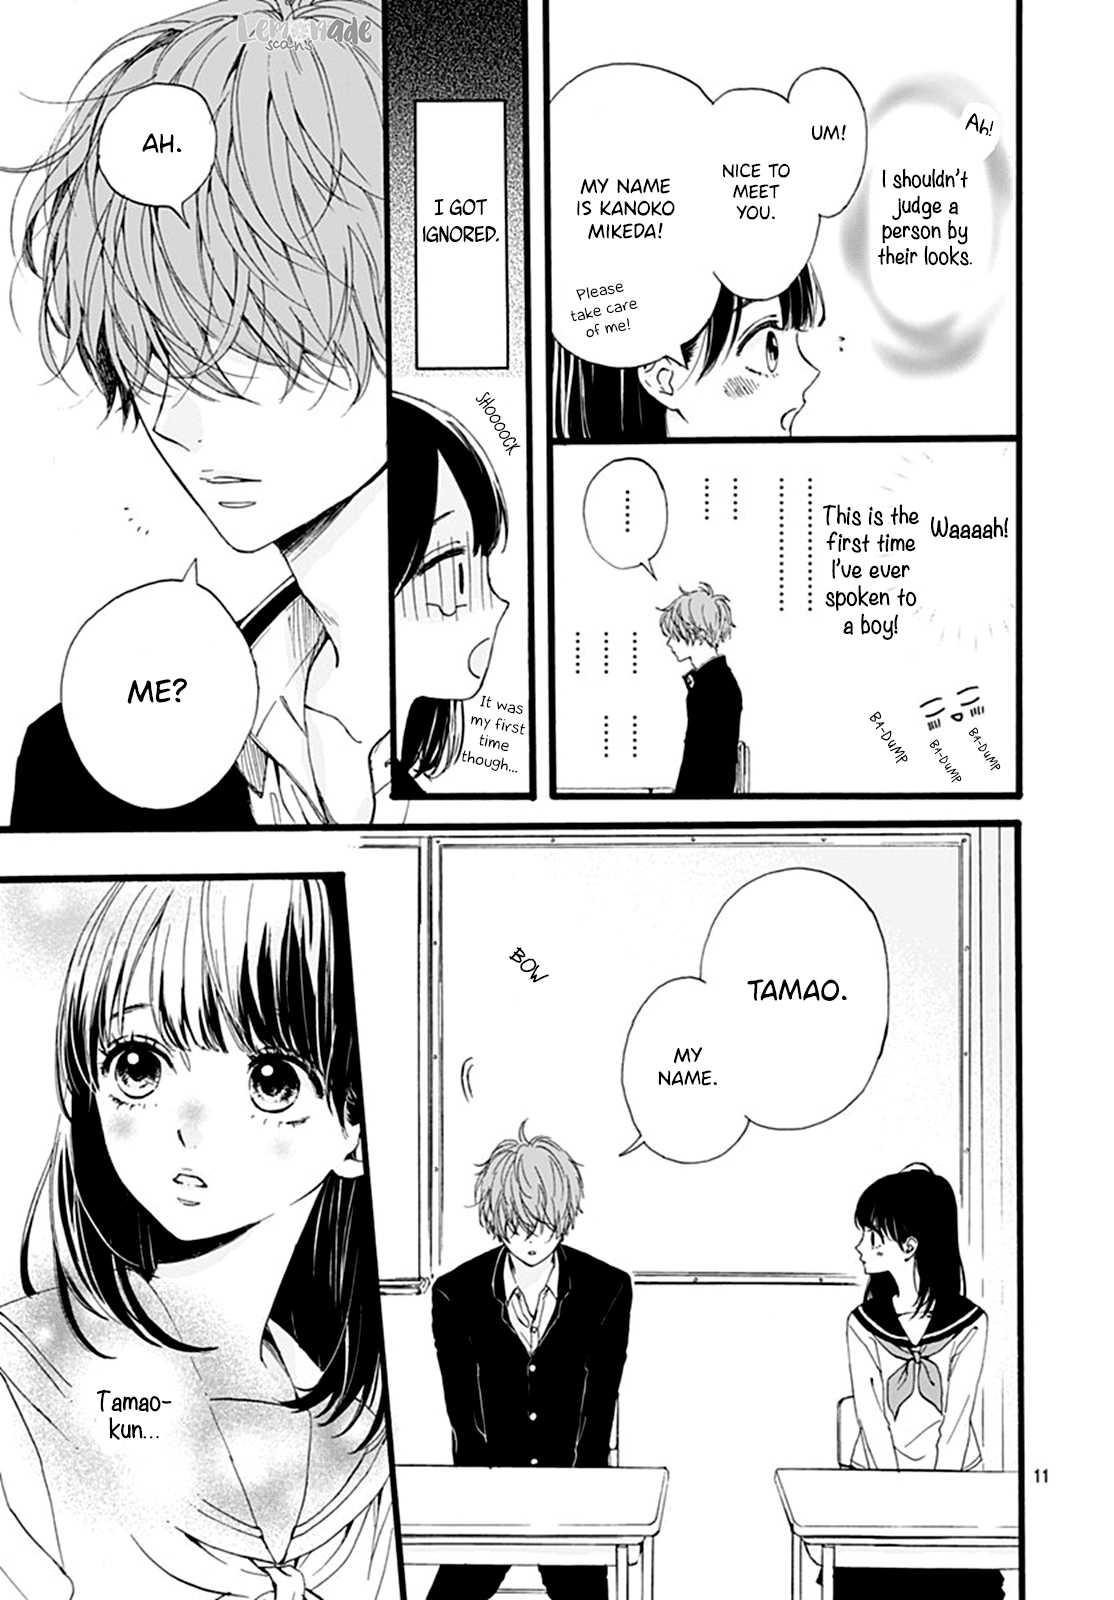 Lemonade
scans
Ah!
I shouldn't
judge a
person by
their looks.
UM!
NICE TO
MEET
YOU.
MY NAME
IS KANOKO
MIKEDA!
Please
take care
of me!
Waaaah!
This is the
first time
I've ever
spoken to
a boy!
BA-DUMP
BA-DUMP
BA-DUMP
I GOT
IGNORED.
SHOOOOCK
It was
my first
time
though...
AH.
ME?
TAMAO.
MY
NAME.
BOW
Tamao-
kun...
11